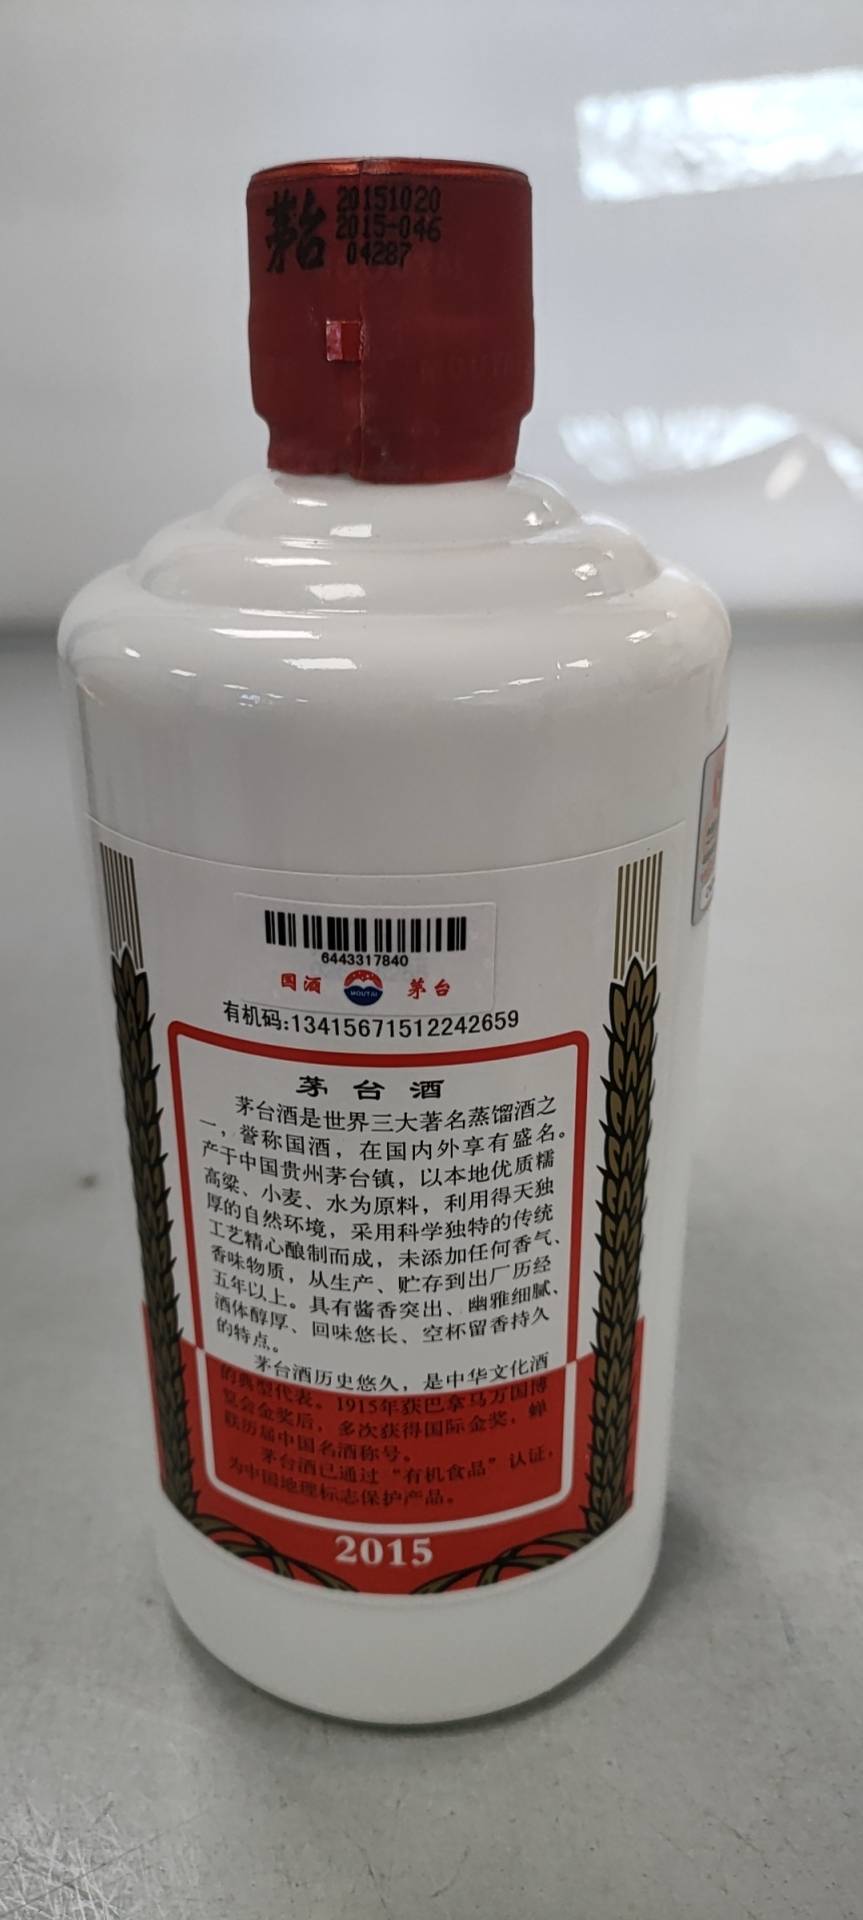 茅台
20151020
2015-046
04287
6443317840
国酒 MOUTAI 茅台
有机码:13415671512242659
茅台酒
茅台酒是世界三大著名蒸馏酒之
一，誉称国酒，在国内外享有盛名。
产于中国贵州茅台镇，以本地优质糯
高粱、小麦、水为原料，利用得天独
厚的自然环境，采用科学独特的传统
工艺精心酿制而成，未添加任何香气、
香味物质，从生产、贮存到出厂历经
五年以上。具有酱香突出、幽雅细腻、
酒体醇厚、回味悠长、空杯留香持久
的特点。
茅台酒历史悠久，是中华文化酒
的典型代表。1915年获巴拿马万国博
览会金奖后，多次获得国际金奖，蝉
联历届中国名酒称号。
茅台酒已通过“有机食品”认证，
为中国地理标志保护产品。
2015